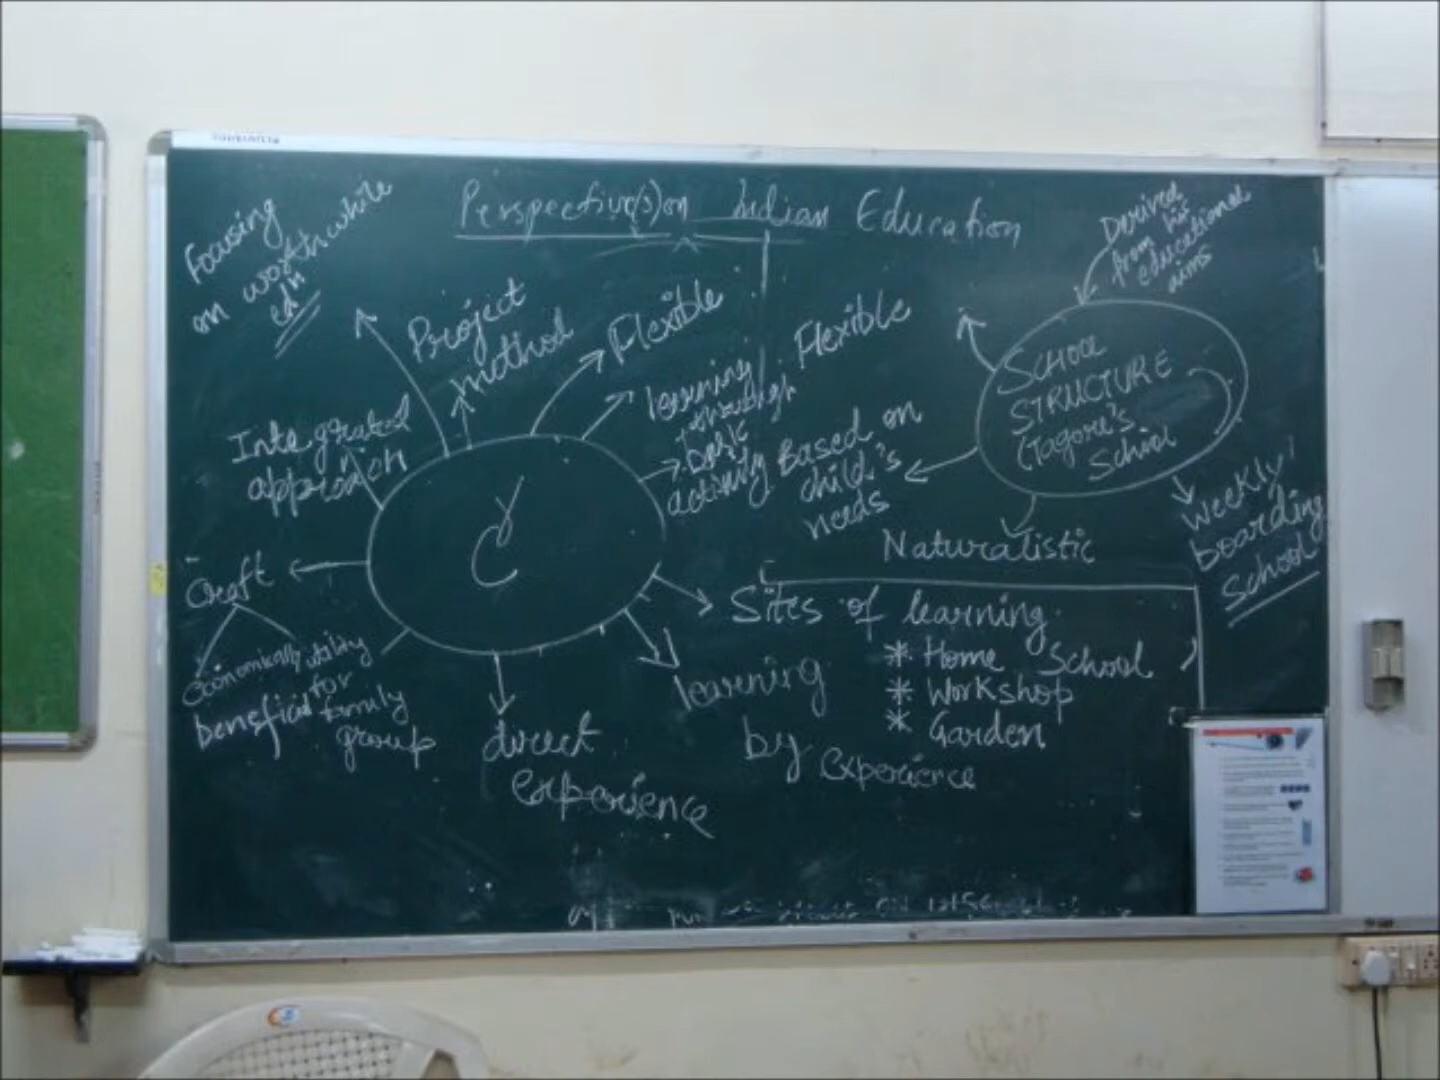 Perspective(s) on Indian Education
Focusing
on worthwhile
edn
Project
method
Flexible
learning
through
book
activity
Integrated
approach
Craft
economically
beneficial
utility
for
family
group
direct
experience
learning
by experience
Sites of learning
* Home School
* Workshop
* Garden
Derived
from his
educational
aims
SCHOOL
STRUCTURE
(Tagore's
School
Flexible
Based on
child's
needs
Naturalistic
Weekly
boarding
School